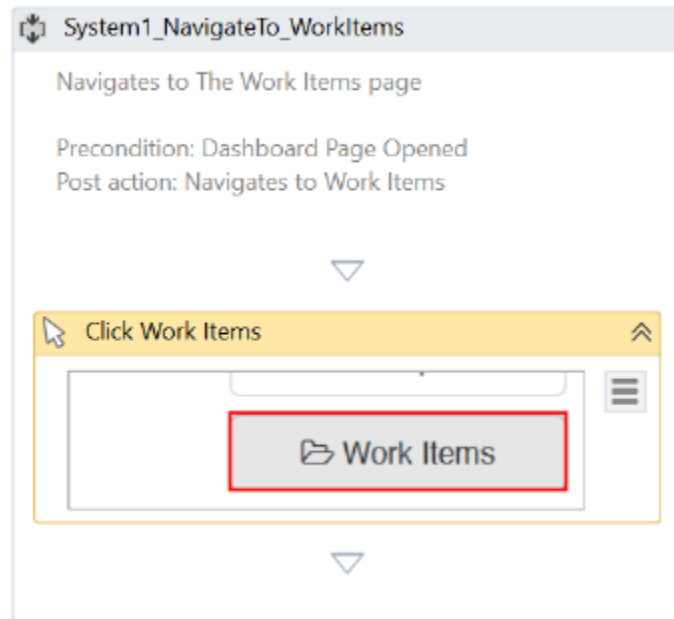 System1_NavigateTo_WorkItems
Navigates to The Work Items page
Precondition: Dashboard Page Opened
Post action: Navigates to Work Items
Click Work Items
Work Items